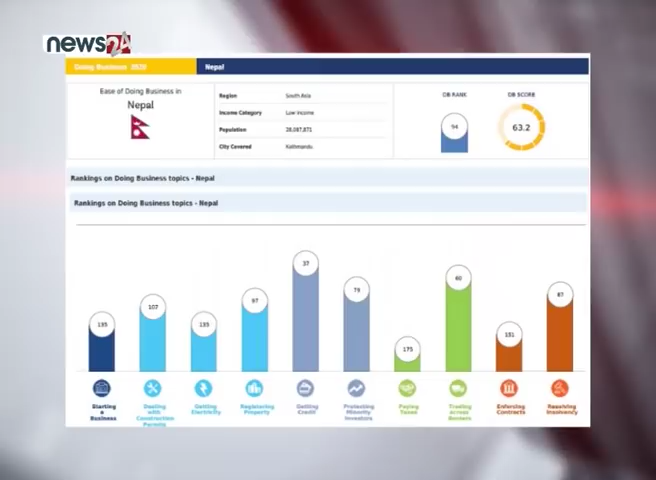 news24
Doing Business 2020
Nepal
Ease of Doing Business in
Nepal
Region South Asia
Income Category Low income
Population
City Covered Kathmandu
DB RANK
DB SCORE
94
63.2
Rankings on Doing Business topics - Nepal
Rankings on Doing Business topics - Nepal
135
107
135
97
37
79
175
60
151
87
Starting
a
Business
Dealing
with
Construction
Permits
Getting
Electricity
Registering
Property
Getting
Credit
Protecting
Minority
Investors
Paying
Taxes
Trading
across
Borders
Enforcing
Contracts
Resolving
Insolvency